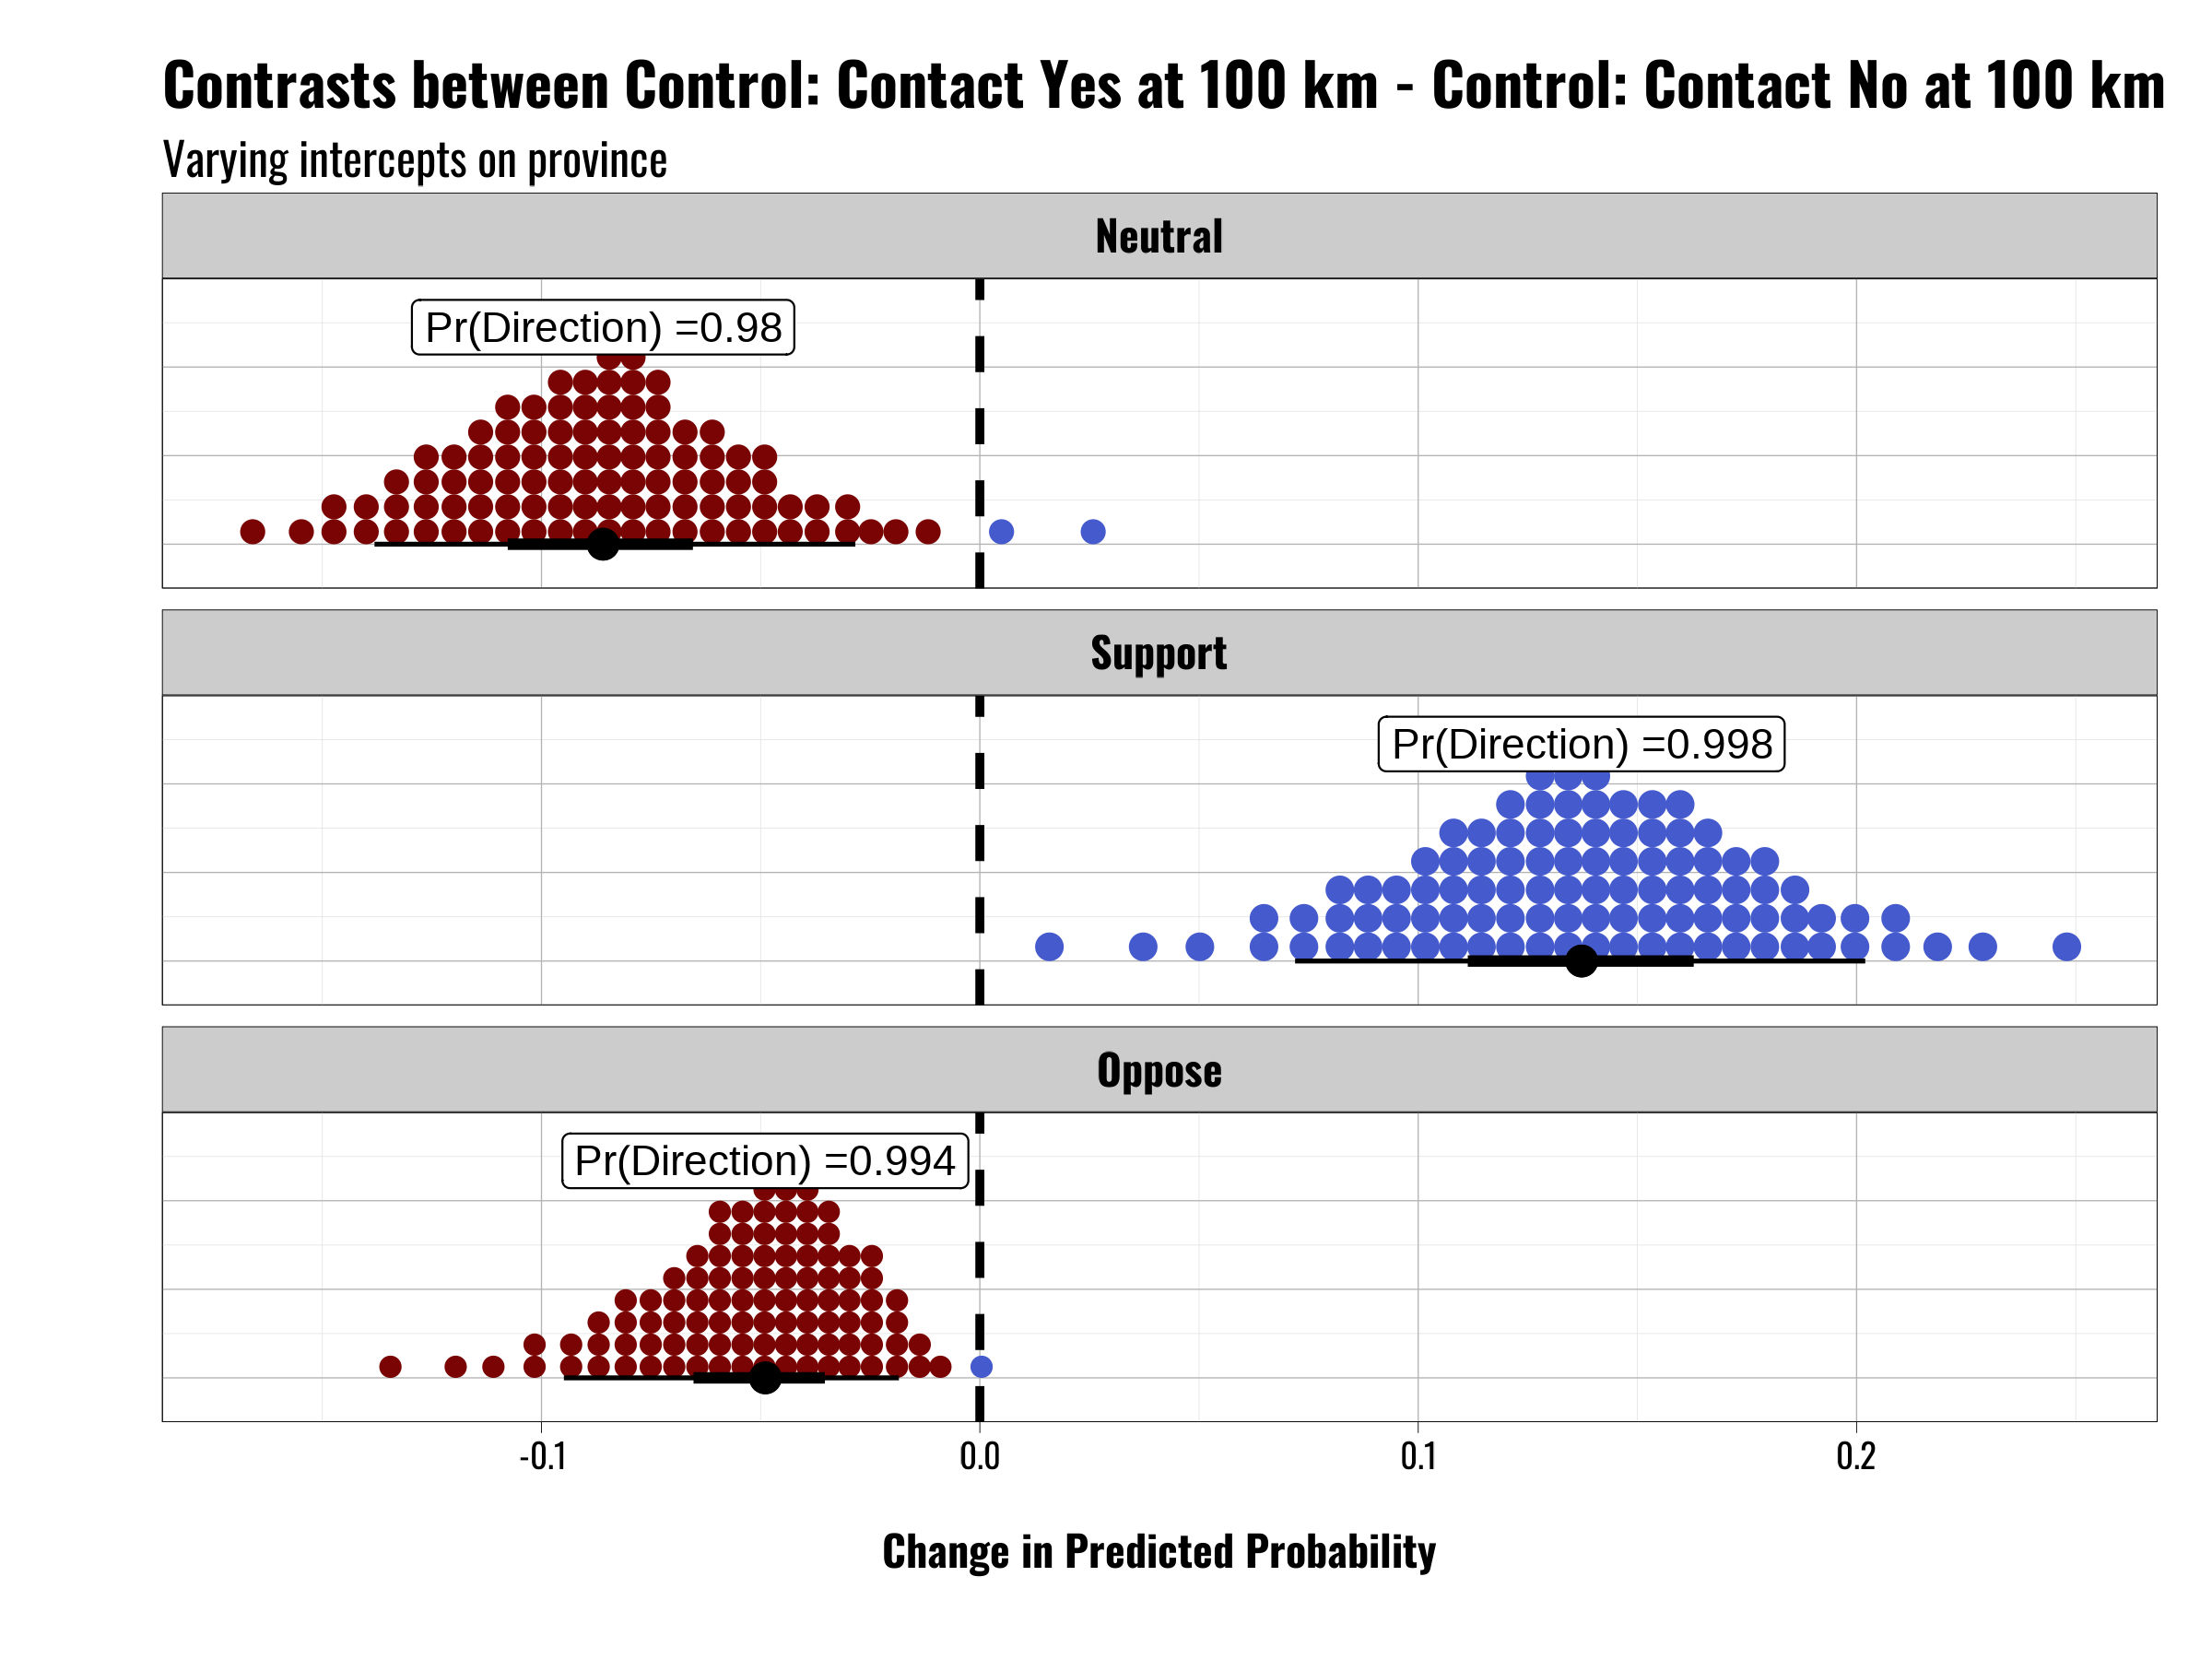 Contrasts between Control: Contact Yes at 100 km - Control: Contact No at 100 km
Varying intercepts on province
Neutral
Pr(Direction) =0.98
Support
Pr(Direction) =0.998
Oppose
Pr(Direction) =0.994
-0.1 0.0 0.1 0.2
Change in Predicted Probability